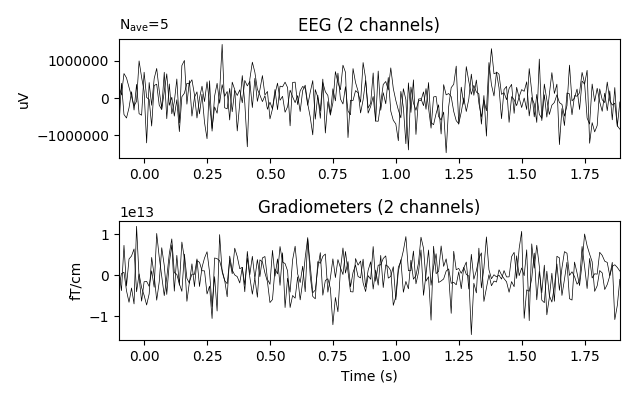 N_ave=5
EEG (2 channels)
uV
1000000
0
−1000000
0.00 0.25 0.50 0.75 1.00 1.25 1.50 1.75
1e13
Gradiometers (2 channels)
fT/cm
1
0
−1
0.00 0.25 0.50 0.75 1.00 1.25 1.50 1.75
Time (s)